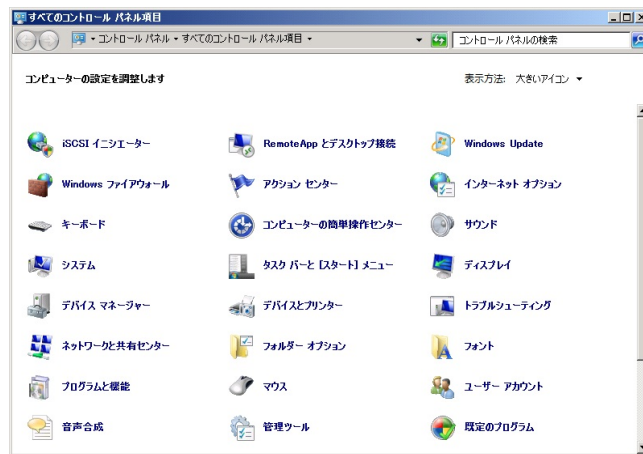 すべてのコントロール パネル項目
コントロール パネル ▸ すべてのコントロール パネル項目
コントロール パネルの検索
コンピューターの設定を調整します
表示方法: 大きいアイコン
iSCSI イニシエーター
RemoteApp とデスクトップ接続
Windows Update
Windows ファイアウォール
アクション センター
インターネット オプション
キーボード
コンピューターの簡単操作センター
サウンド
システム
タスク バーと [スタート] メニュー
ディスプレイ
デバイス マネージャー
デバイスとプリンター
トラブルシューティング
ネットワークと共有センター
フォルダー オプション
フォント
プログラムと機能
マウス
ユーザー アカウント
音声合成
管理ツール
既定のプログラム